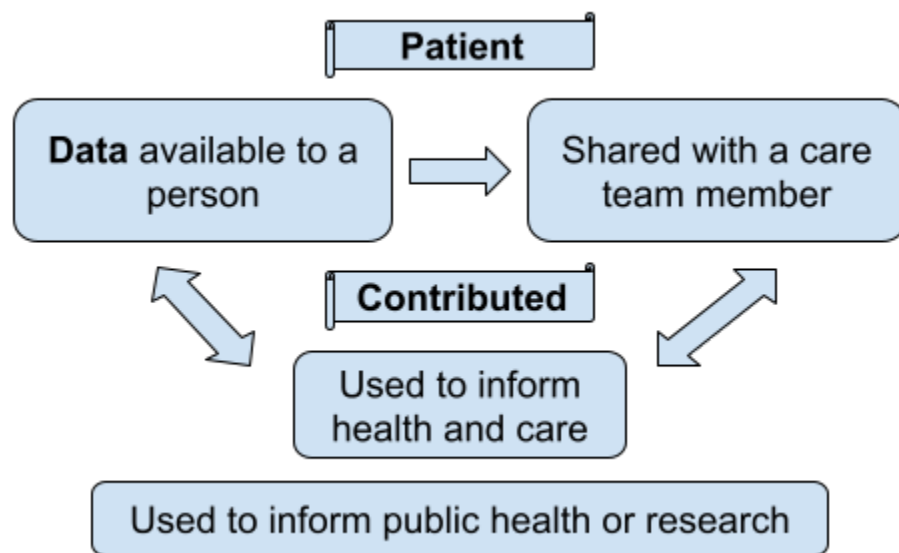 Patient
Data available to a
person
Shared with a care
team member
Contributed
Used to inform
health and care
Used to inform public health or research